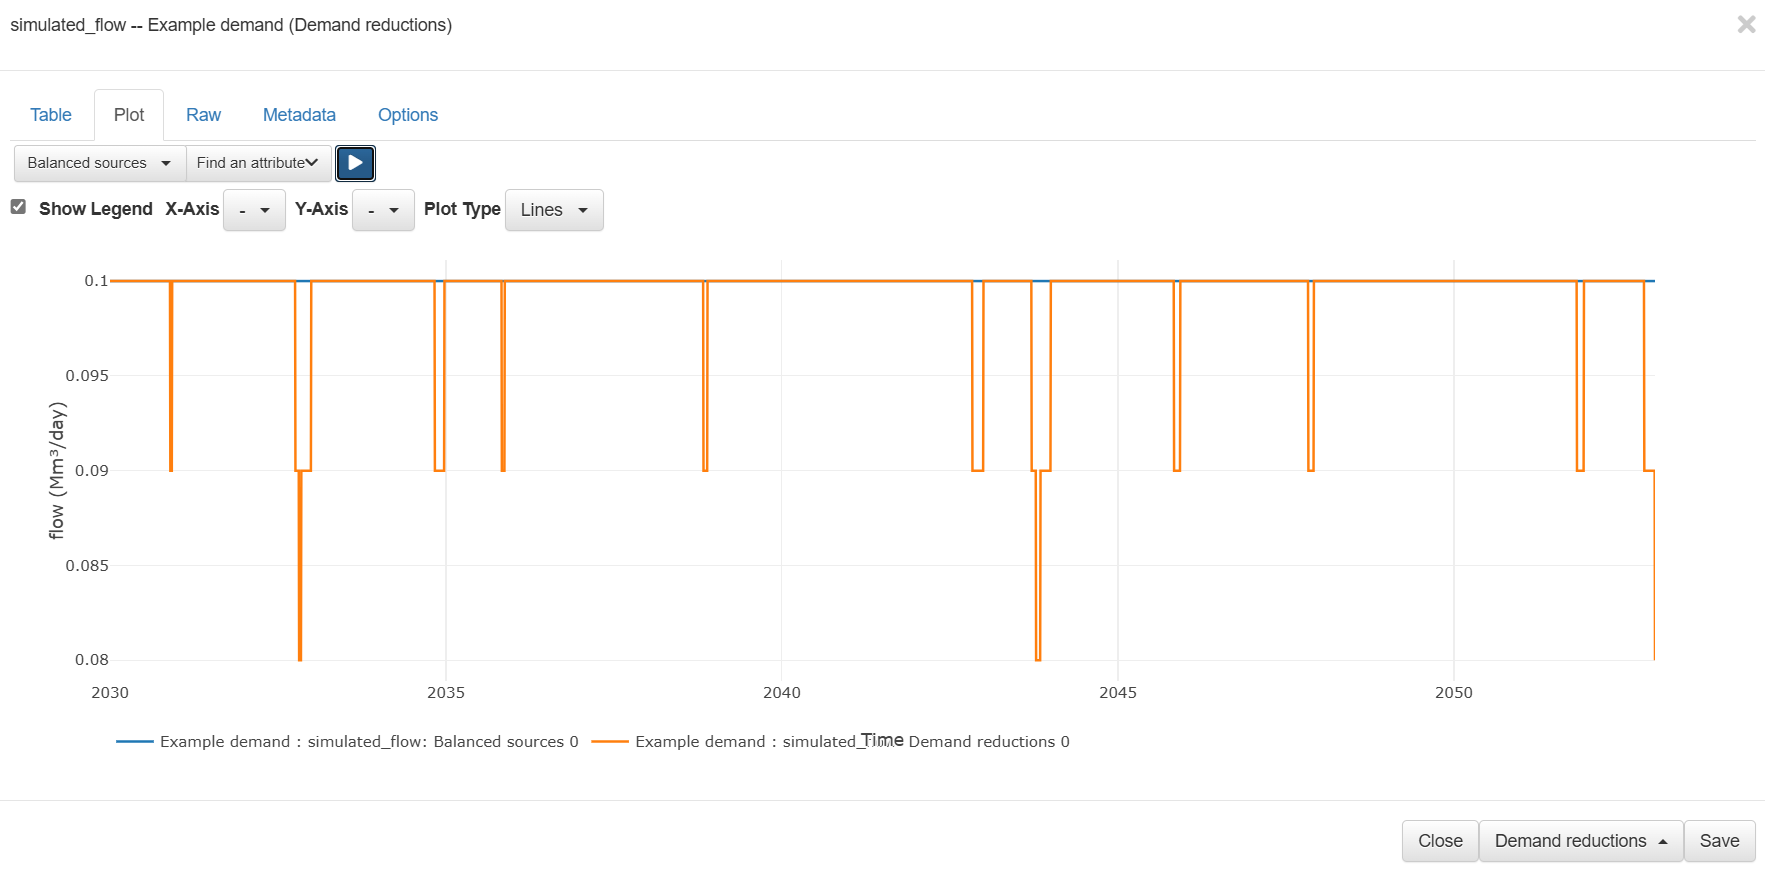 simulated_flow -- Example demand (Demand reductions)
Table Plot Raw Metadata Options
Balanced sources Find an attribute
Show Legend X-Axis - Y-Axis - Plot Type Lines
0.1
0.095
0.09
0.085
0.08
flow (Mm³/day)
2030 2035 2040 2045 2050
Time
Example demand : simulated_flow: Balanced sources 0 Example demand : simulated_ Demand reductions 0
Close Demand reductions Save